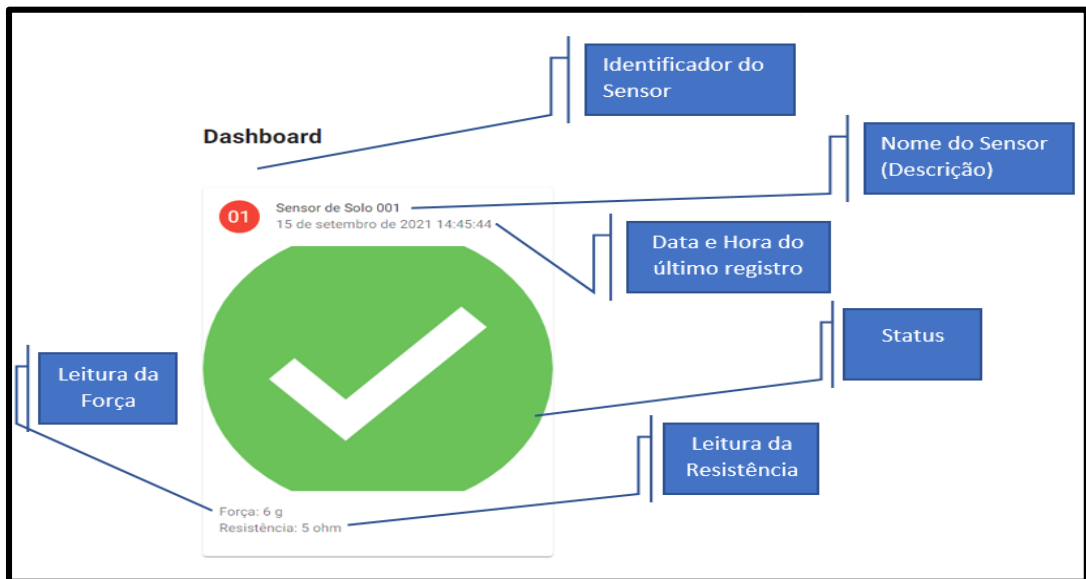 Identificador do
Sensor
Dashboard
Nome do Sensor
(Descrição)
01
Sensor de Solo 001
15 de setembro de 2021 14:45:44
Data e Hora do
último registro
Status
Leitura da
Força
Leitura da
Resistência
Força: 6 g
Resistência: 5 ohm